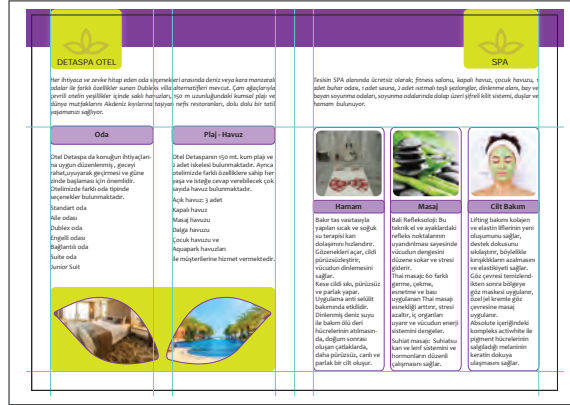 DETASPA OTEL
Her ihtiyaca ve zevke hitap eden oda seçenekleri arasında deniz veya kara manzaralı
odalar ile farklı özellikler sunan Dubleks villa alternatifleri mevcut. Çam ağaçlarıyla
çevrili otelin yeşillikler içinde saklı havuzları, 150 m uzunluğundaki kumsal plajı ve
dünya mutfaklarını Akdeniz kıyılarına taşıyan nefis restoranları, dolu dolu bir tatil
yaşamanızı sağlıyor.
Oda
Otel Detaspa da konuğun ihtiyaçları-
na uygun düzenlenmiş , geceyi
rahat,uyuyarak geçirmesi ve güne
zinde başlaması için önemlidir.
Otelimizde farklı oda tipinde
seçenekler bulunmaktadır.
Standart oda
Aile odası
Dublex oda
Engelli odası
Bağlantılı oda
Suite oda
Junior Suit
Plaj - Havuz
Otel Detaspanın 150 mt. kum plajı ve
2 adet iskelesi bulunmaktadır. Ayrıca
otelimizde farklı özelliklere sahip her
yaşa ve isteğe cevap verebilecek çok
sayıda havuz bulunmaktadır.
Açık havuz: 3 adet
Kapalı havuz
Masaj havuzu
Dalga havuzu
Çocuk havuzu ve
Aquapark havuzları
ile müşterilerine hizmet vermektedir.
SPA
Tesisin SPA alanında ücretsiz olarak; fitness salonu, kapalı havuz, çocuk havuzu, 1
adet buhar odası, 1 adet sauna, 2 adet ısıtmalı taşlı şezlonglar, dinlenme alanı, bay ve
bayan soyunma odaları, soyunma odalarında dolap üzeri şifreli kilit sistemi, duşlar ve
hamam bulunuyor.
Hamam
Bakır tas vasıtasıyla
yapılan sıcak ve soğuk
su terapisi kan
dolaşımını hızlandırır.
Gözenekleri açar, cildi
pürüzsüzleştirir,
vücudun dinlenmesini
sağlar.
Kese cildi sıkı, pürüzsüz
ve parlak yapar.
Uygulama anti selülit
bakımında etkilidir.
Dinlenmiş deniz suyu
ile bakım ölü deri
hücrelerinin atılmasın-
da, doğum sonrası
oluşan çatlaklarda,
daha pürüzsüz, canlı ve
parlak bir cilt oluşur.
Masaj
Bali Refleksoloji: Bu
teknik el ve ayaklardaki
refleks noktalarının
uyandırılması sayesinde
vücudun dengesini
düzene sokar ve stresi
giderir.
Thai masajı: 60 farklı
germe, çekme,
esnetme ve bası
uygulanan Thai masajı
esnekliği arttırır, stresi
azaltır, iç organları
uyarır ve vücudun enerji
sistemini dengeler.
Suhiat masajı: Suhiatsu
kan ve lenf sistemini ve
hormonların düzenli
çalışmasını sağlar.
Cilt Bakım
Lifting bakımı kolajen
ve elastin liflerinin yeni
oluşumunu sağlar,
destek dokusunu
sıkılaştırır, böylelikle
kırışıklıkların azalmasını
ve elastikiyeti sağlar.
Göz çevresi temizlendi-
ikten sonra bölgeye
göz maskesi uygulanır,
özel jel kremle göz
çevresine masaj
uygulanır.
Absolute içeriğindeki
kompleks activwhite ile
pigment hücrelerinin
salgıladığı melaninin
keratin dokuya
ulaşmasını sağlar.